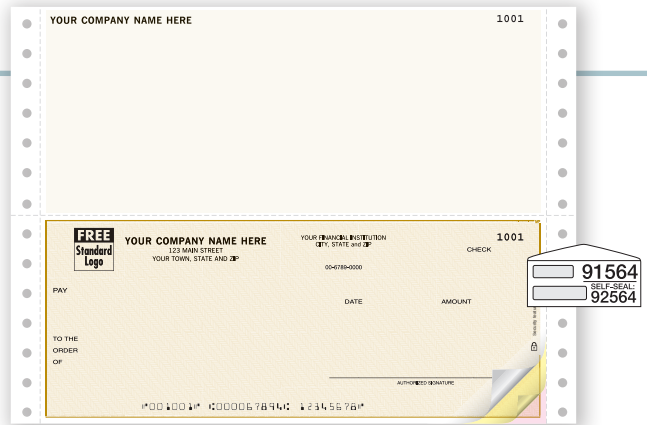 YOUR COMPANY NAME HERE 1001
FREE
Standard
Logo
YOUR COMPANY NAME HERE
123 MAIN STREET
YOUR TOWN, STATE AND ZIP
YOUR FINANCIAL INSTITUTION
CITY, STATE and ZIP
00-6789-0000
1001
CHECK
PAY
DATE AMOUNT
TO THE
ORDER
OF
AUTHORIZED SIGNATURE
⑈001001⑈ ⑆000067894⑆ 12345678⑈
91564
SELF-SEAL:
92564